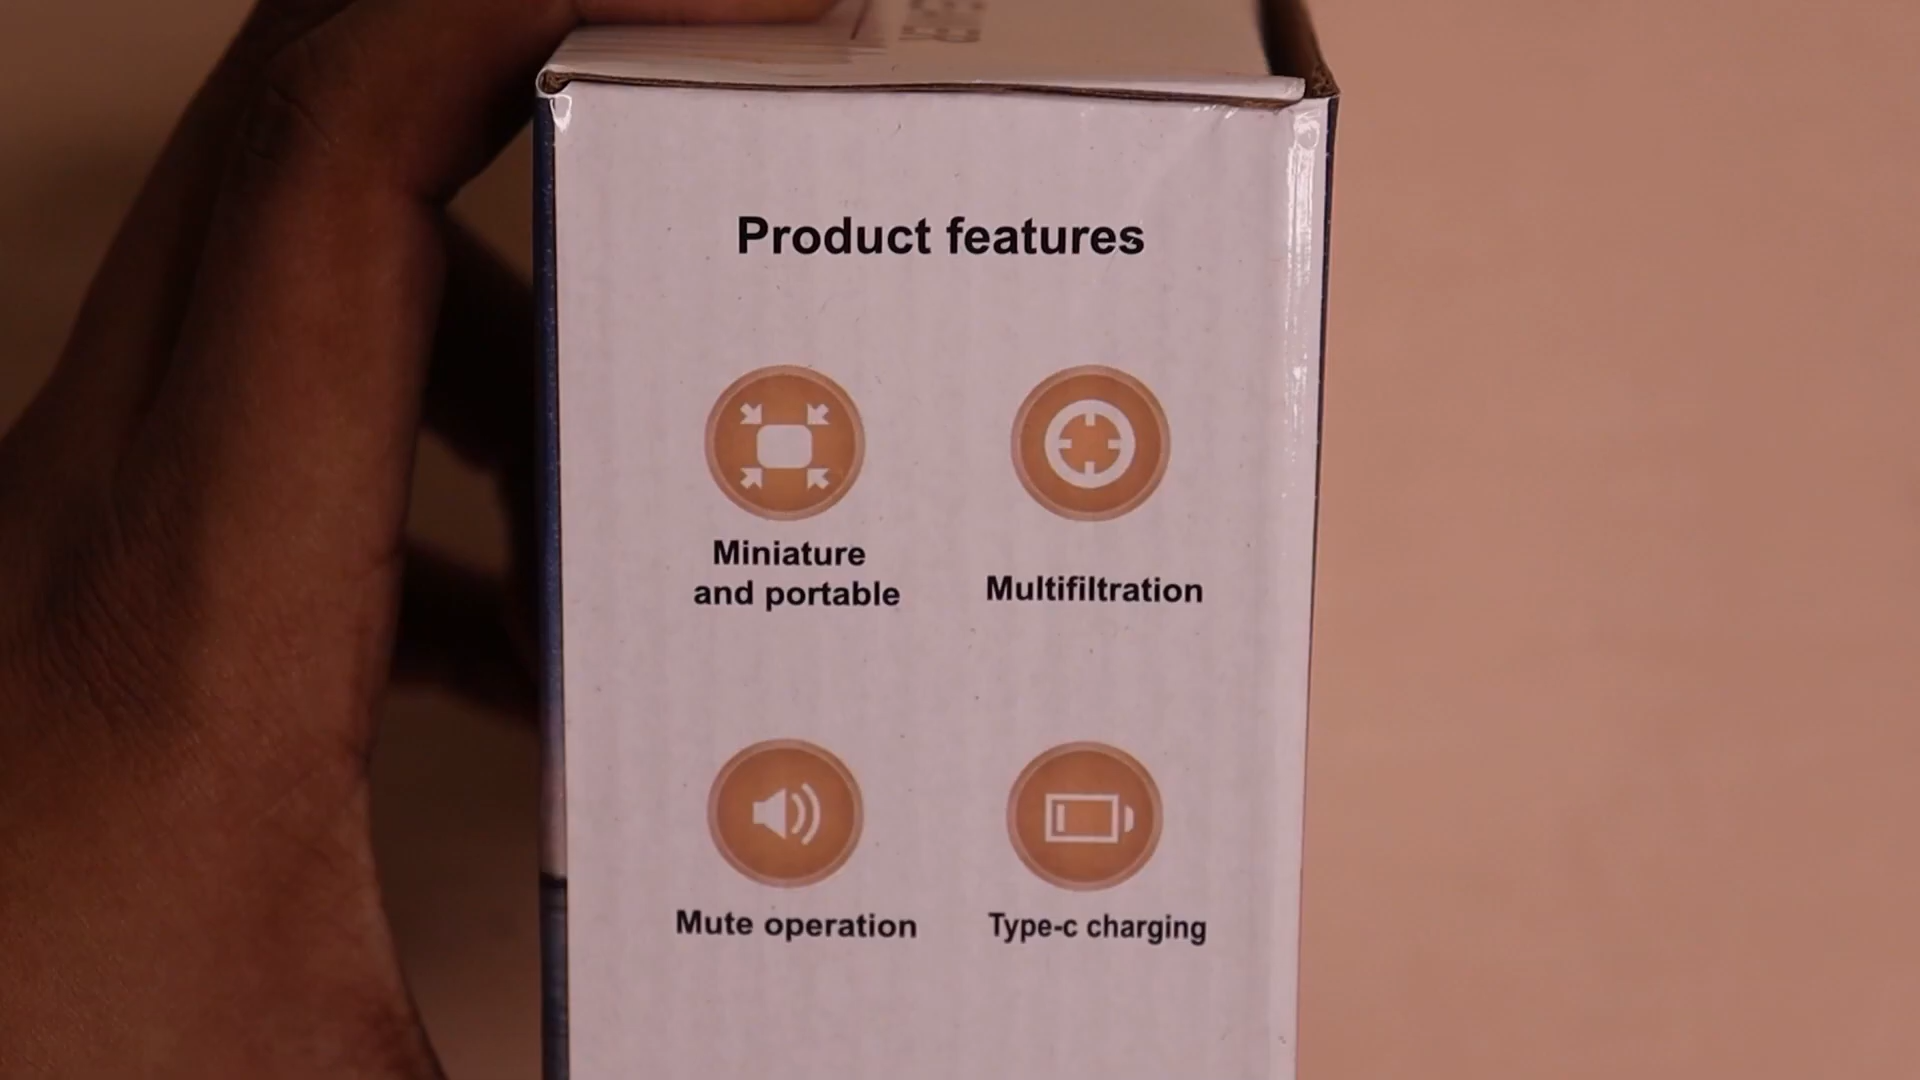 Product features
Miniature
and portable
Multifiltration
Mute operation
Type-c charging